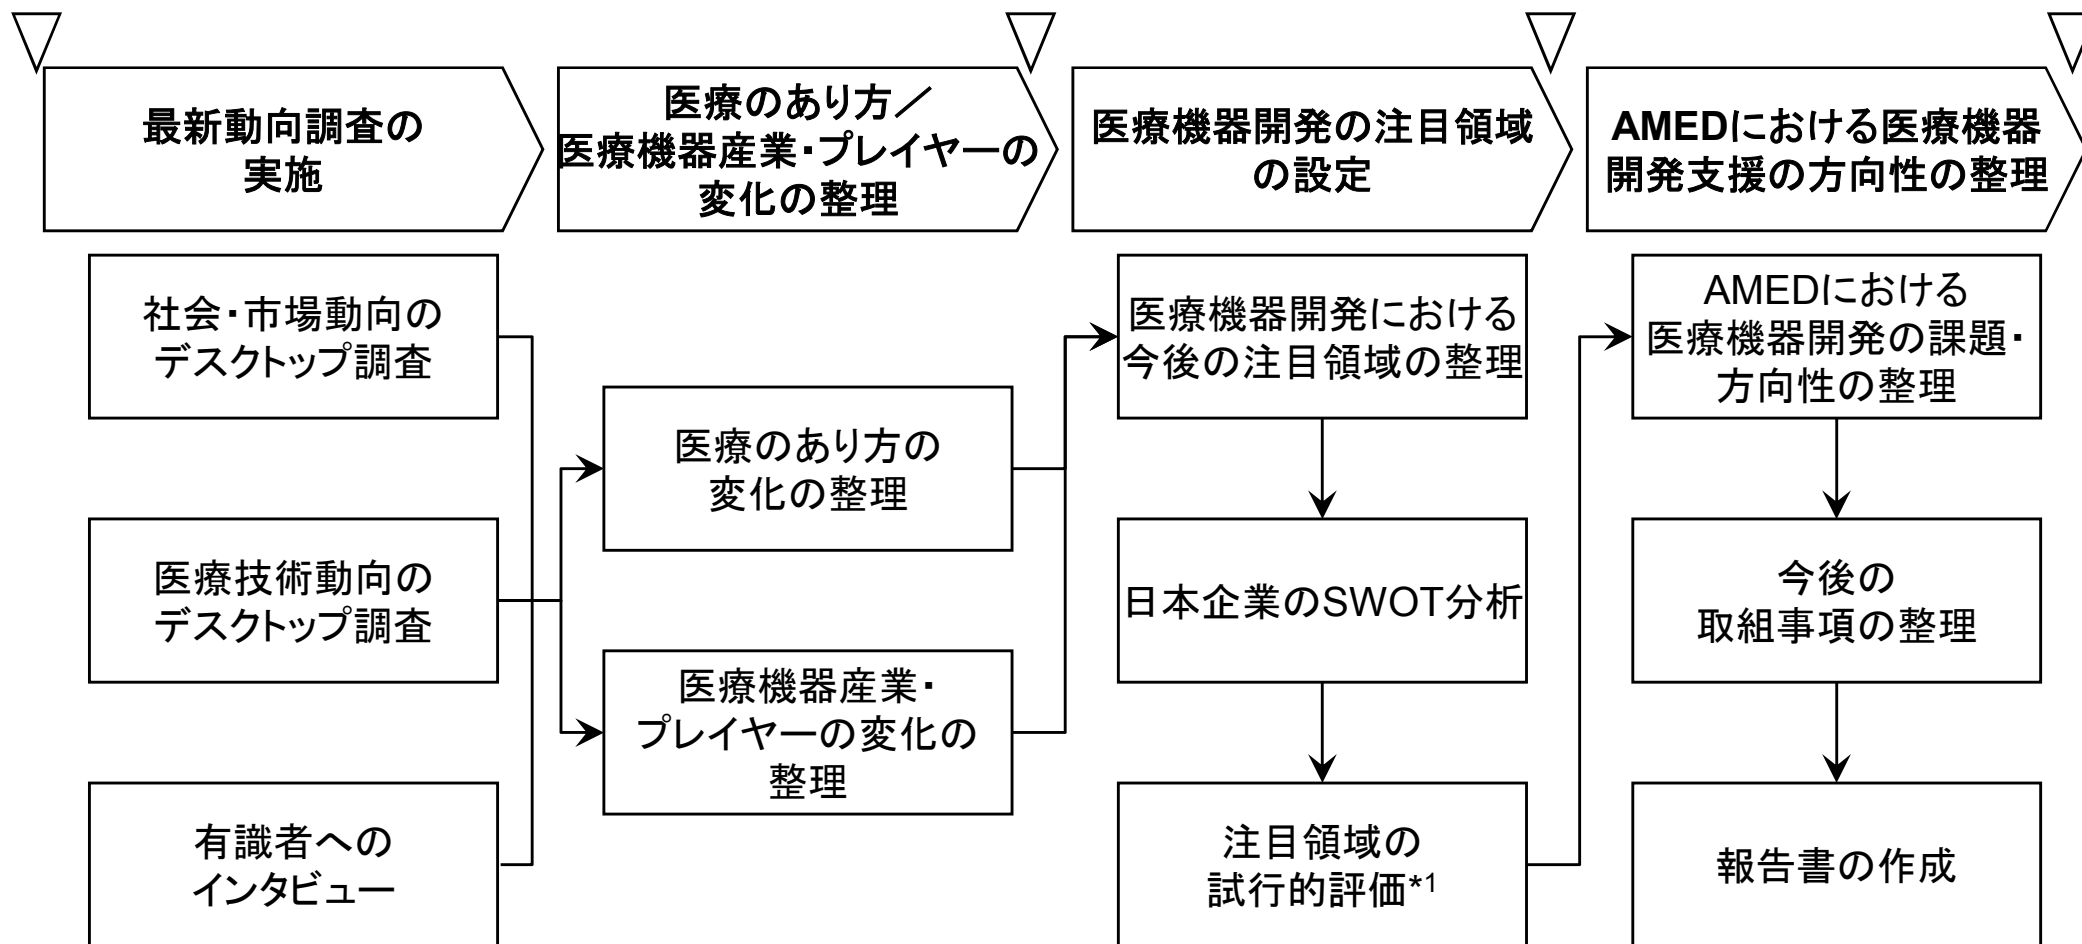 最新動向調査の
実施
医療のあり方／
医療機器産業・プレイヤーの
変化の整理
医療機器開発の注目領域
の設定
AMEDにおける医療機器
開発支援の方向性の整理
社会・市場動向の
デスクトップ調査
医療技術動向の
デスクトップ調査
有識者への
インタビュー
医療のあり方の
変化の整理
医療機器産業・
プレイヤーの変化の
整理
医療機器開発における
今後の注目領域の整理
日本企業のSWOT分析
注目領域の
試行的評価*1
AMEDにおける
医療機器開発の課題・
方向性の整理
今後の
取組事項の整理
報告書の作成